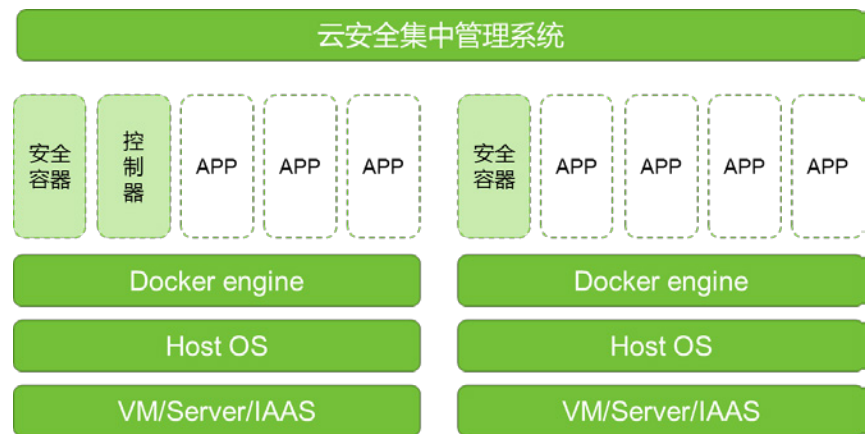 云安全集中管理系统
安全
容器
控
制
器
APP
APP
APP
安全
容器
APP
APP
APP
APP
Docker engine
Docker engine
Host OS
Host OS
VM/Server/IAAS
VM/Server/IAAS